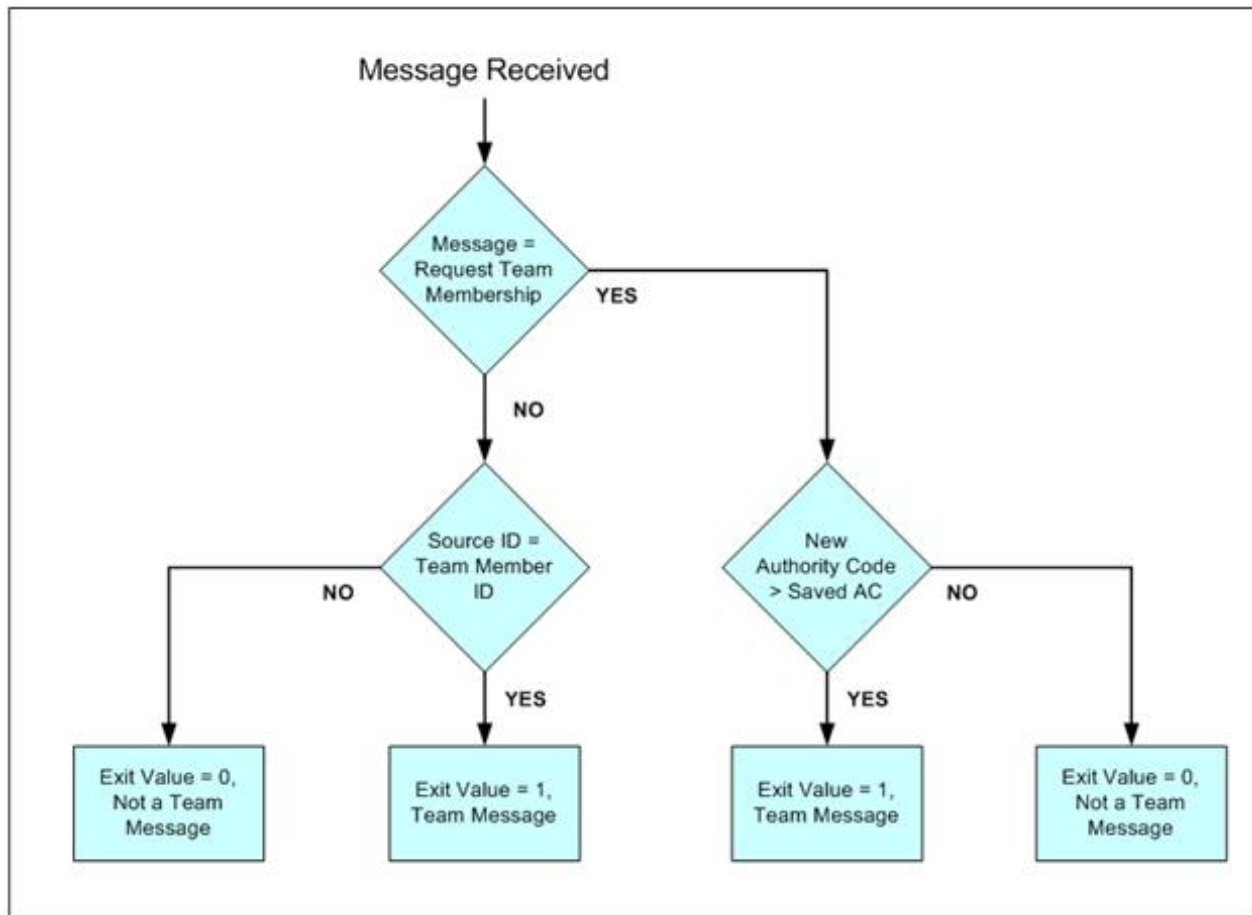 Message Received
Message =
Request Team
Membership
YES
NO
Source ID =
Team Member
ID
NO
YES
New
Authority Code
> Saved AC
NO
YES
Exit Value = 0,
Not a Team
Message
Exit Value = 1,
Team Message
Exit Value = 1,
Team Message
Exit Value = 0,
Not a Team
Message